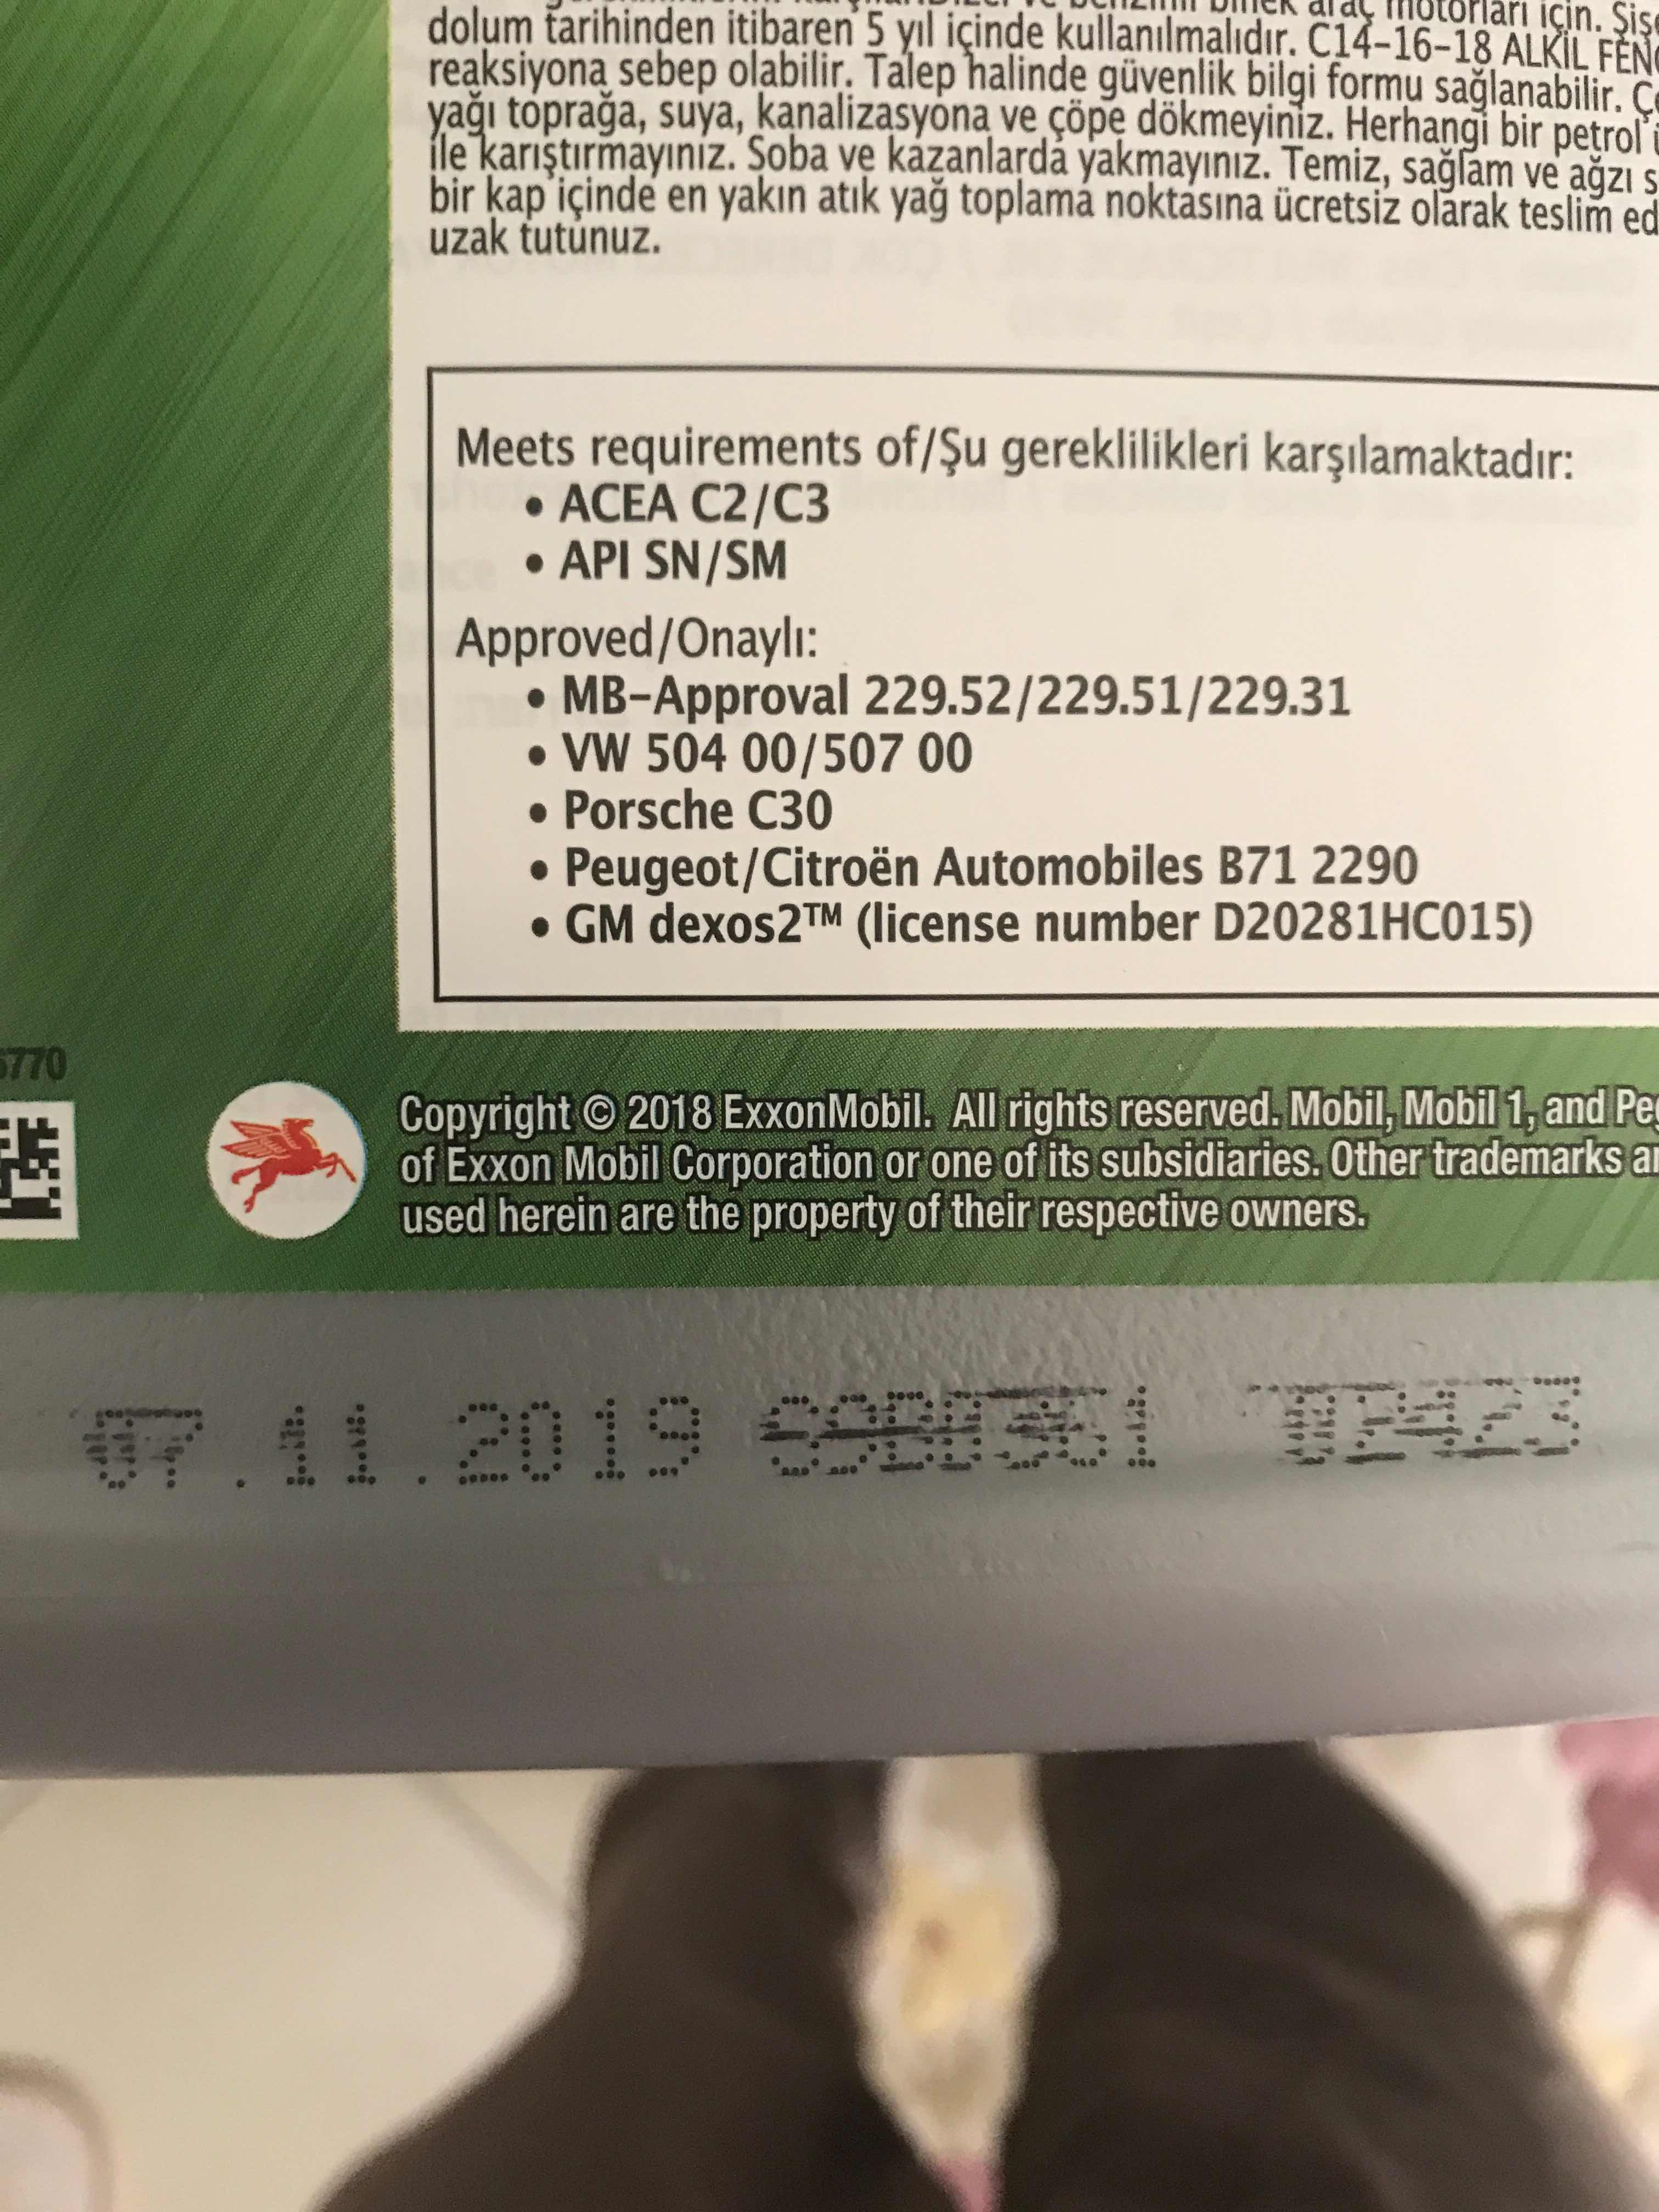 araç motorları için.
dolum tarihinden itibaren 5 yıl içinde kullanılmalıdır. C14-16-18 ALKİL
reaksiyona sebep olabilir. Talep halinde güvenlik bilgi formu sağlanabilir.
yağı toprağa, suya, kanalizasyona ve çöpe dökmeyiniz. Herhangi bir petrol
ile karıştırmayınız. Soba ve kazanlarda yakmayınız. Temiz, sağlam ve ağzı
bir kap içinde en yakın atık yağ toplama noktasına ücretsiz olarak teslim
uzak tutunuz.
Meets requirements of/Şu gereklilikleri karşılamaktadır:
• ACEA C2/C3
• API SN/SM
Approved/Onaylı:
• MB-Approval 229.52/229.51/229.31
• VW 504 00/507 00
• Porsche C30
• Peugeot/Citroën Automobiles B71 2290
• GM dexos2™ (license number D20281HC015)
Copyright © 2018 ExxonMobil. All rights reserved. Mobil, Mobil 1, and
of Exxon Mobil Corporation or one of its subsidiaries. Other trademarks
used herein are the property of their respective owners.
07.11.2019